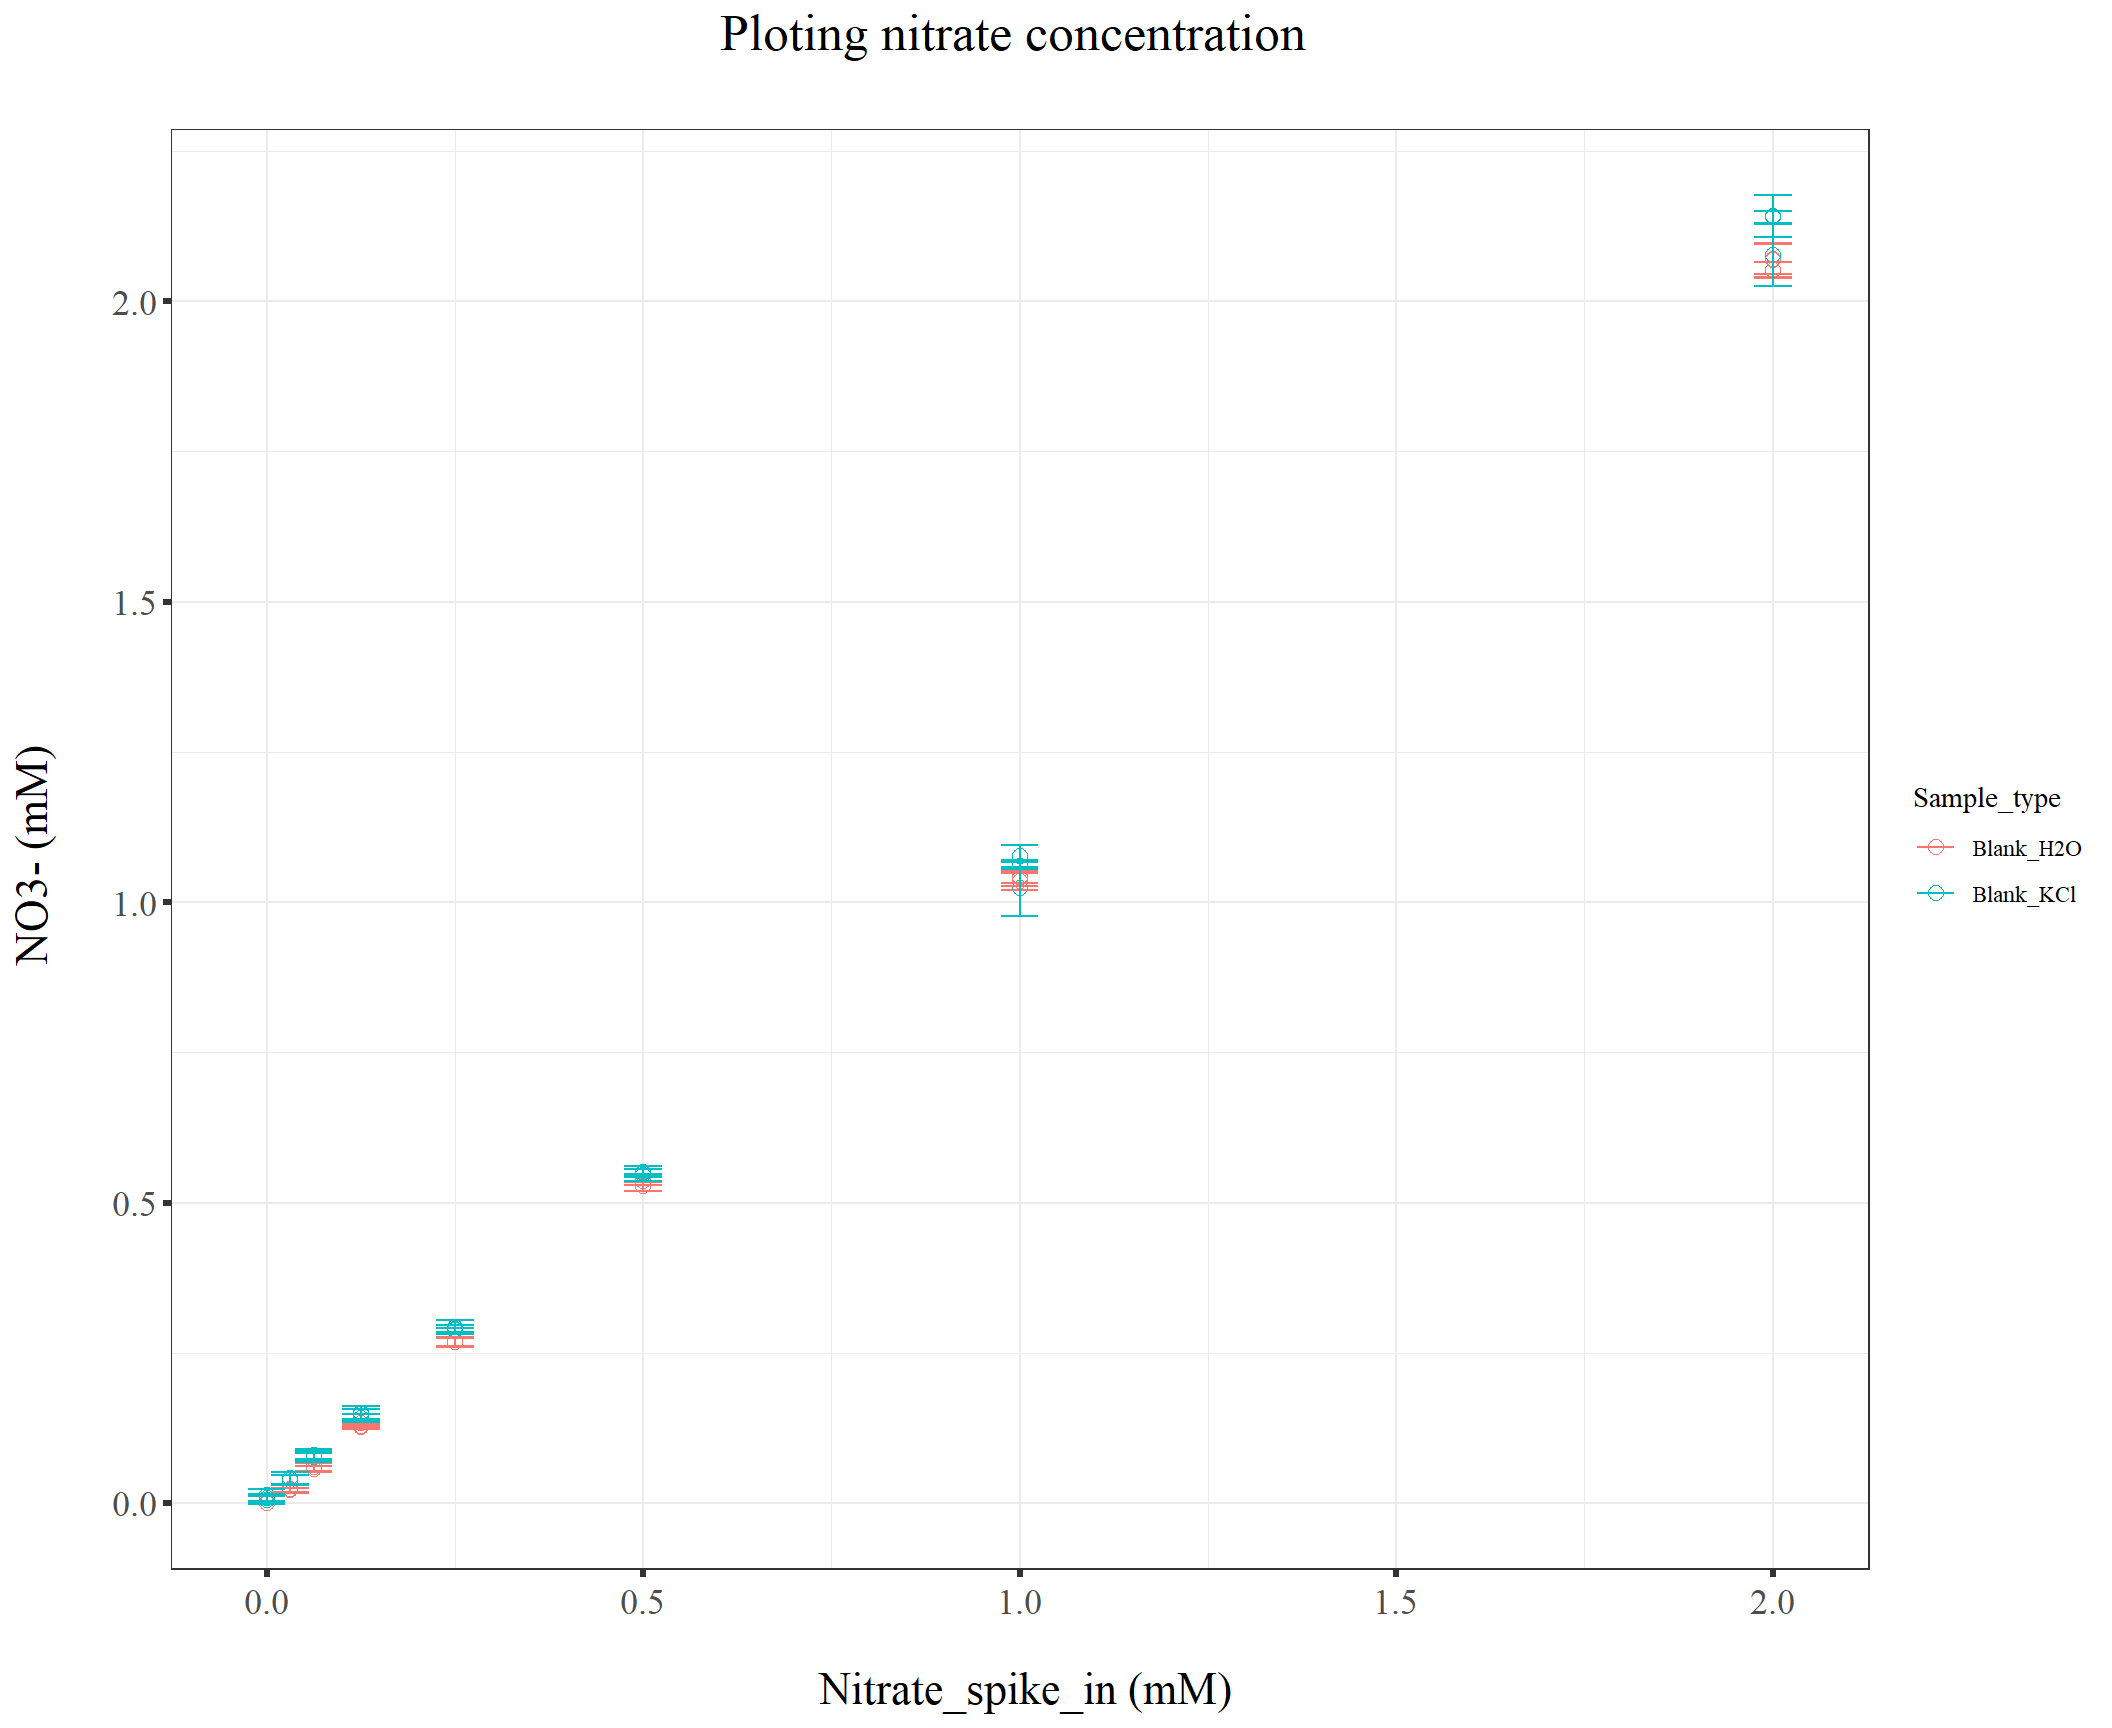 Ploting nitrate concentration
NO3- (mM)
2.0
1.5
1.0
0.5
0.0
0.0 0.5 1.0 1.5 2.0
Nitrate_spike_in (mM)
Sample_type
Blank_H2O
Blank_KCl